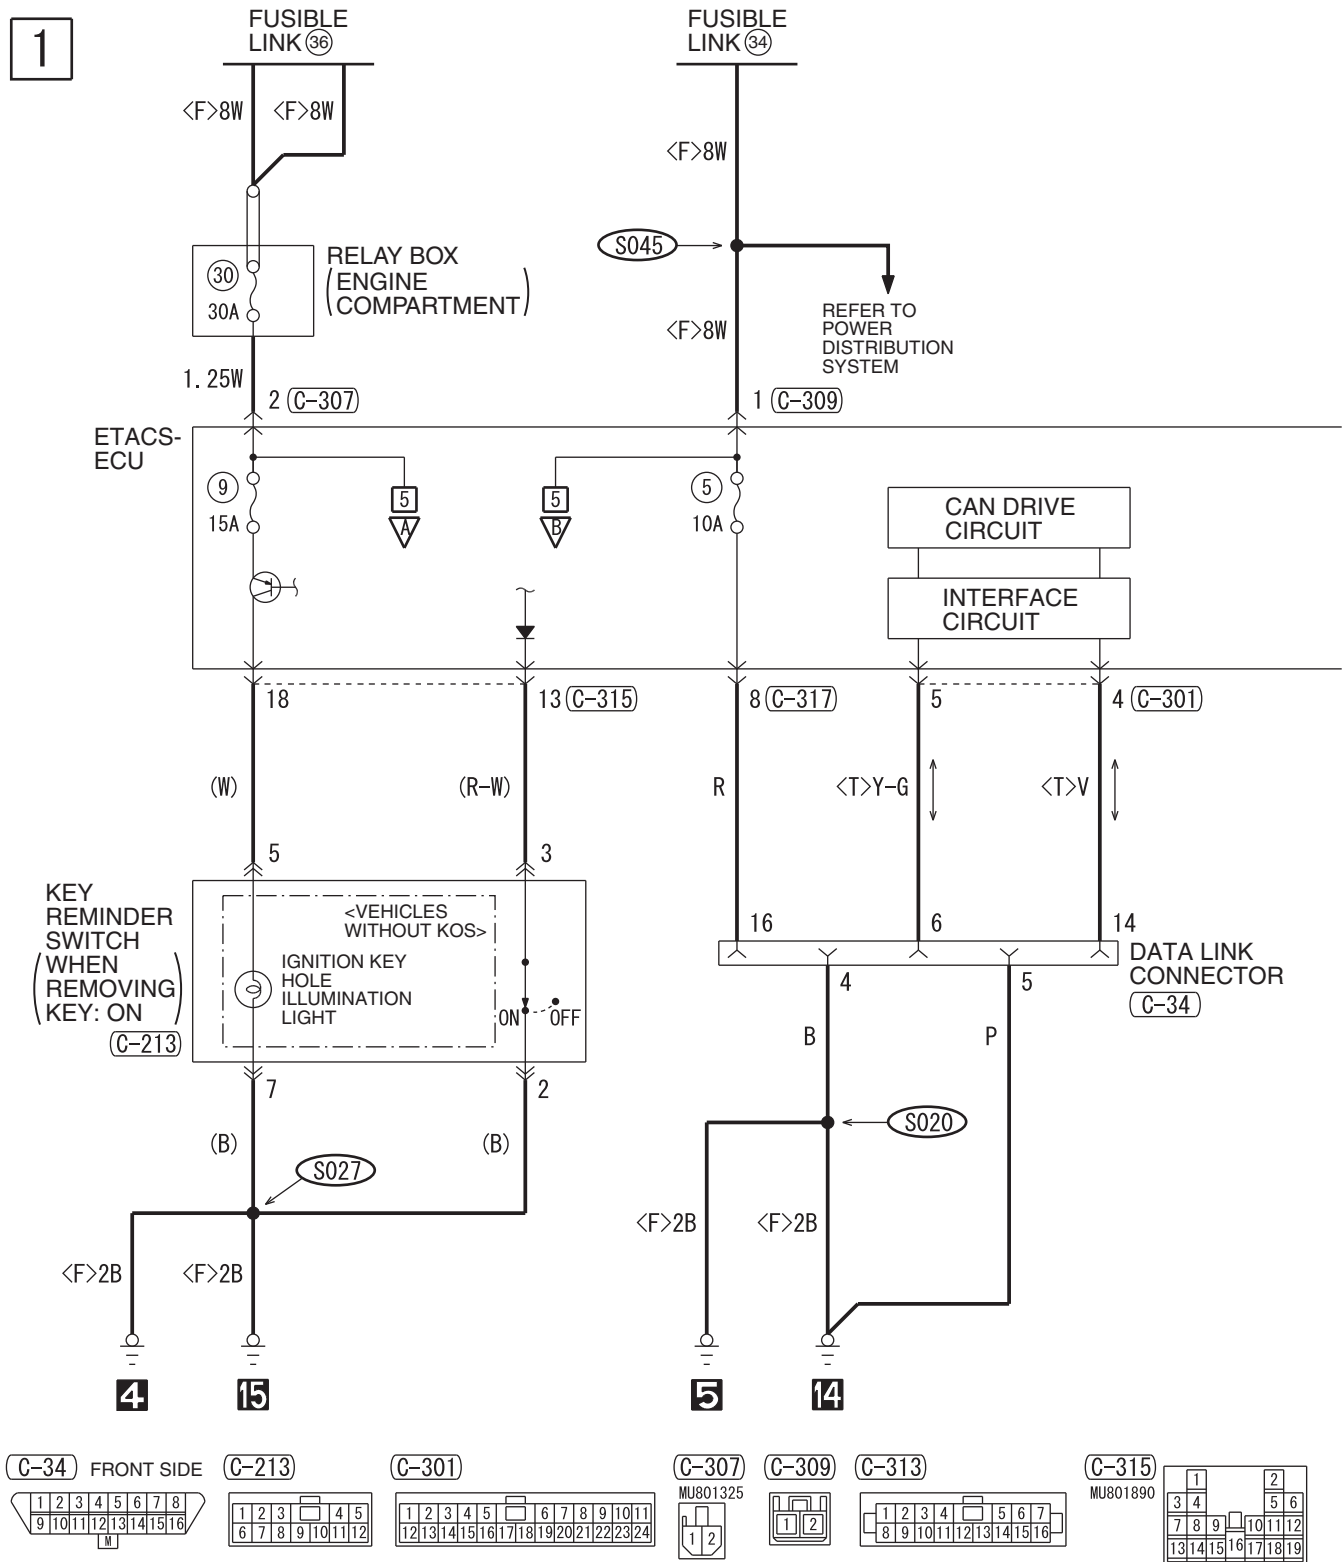 1
FUSIBLE
LINK 36
FUSIBLE
LINK 34
<F>8W
<F>8W
<F>8W
S045
30
30A
RELAY BOX
(ENGINE
COMPARTMENT)
REFER TO
POWER
DISTRIBUTION
SYSTEM
<F>8W
1.25W
2 (C-307)
1 (C-309)
ETACS-
ECU
9
15A
5
A
5
B
5
10A
CAN DRIVE
CIRCUIT
INTERFACE
CIRCUIT
18
13 (C-315)
8 (C-317)
5
4 (C-301)
(W)
(R-W)
R
<T>Y-G
<T>V
5
3
KEY
REMINDER
SWITCH
(WHEN
REMOVING
KEY: ON)
(C-213)
<VEHICLES
WITHOUT KOS>
IGNITION KEY
HOLE
ILLUMINATION
LIGHT
ON
OFF
16
6
14
DATA LINK
CONNECTOR
(C-34)
4
5
B
P
7
2
(B)
(B)
S027
S020
<F>2B
<F>2B
<F>2B
<F>2B
4
15
5
14
(C-34) FRONT SIDE
1 2 3 4 5 6 7 8
9 10 11 12 13 14 15 16
M
(C-213)
1 2 3 4 5
6 7 8 9 10 11 12
(C-301)
1 2 3 4 5 6 7 8 9 10 11
12 13 14 15 16 17 18 19 20 21 22 23 24
(C-307)
MU801325
1 2
(C-309)
1 2
(C-313)
1 2 3 4 5 6 7
8 9 10 11 12 13 14 15 16
(C-315)
MU801890
1 2
3 4 5 6
7 8 9 10 11 12
13 14 15 16 17 18 19